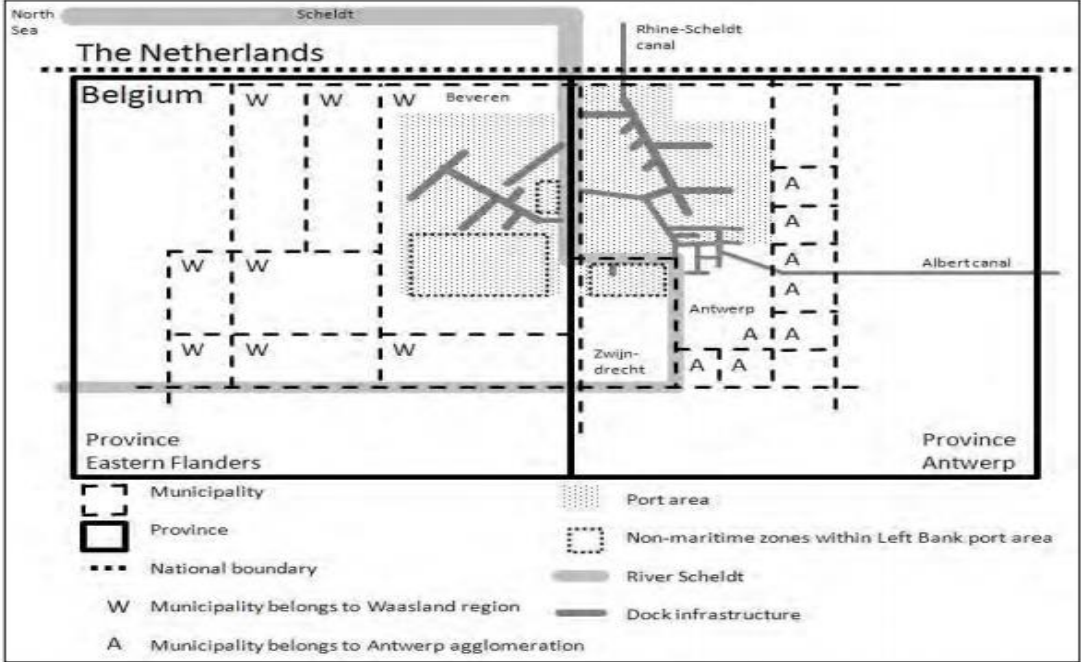 North
Sea
Scheldt
Rhine-Scheldt
canal
The Netherlands
Belgium
W
W
W
Beveren
A
A
W
W
A
Albert canal
A
Antwerp
A
A
W
W
W
Zwijn-
drecht
A
A
Province
Eastern Flanders
Province
Antwerp
Municipality
Port area
Province
Non-maritime zones within Left Bank port area
National boundary
River Scheldt
W
Municipality belongs to Waasland region
Dock infrastructure
A
Municipality belongs to Antwerp agglomeration